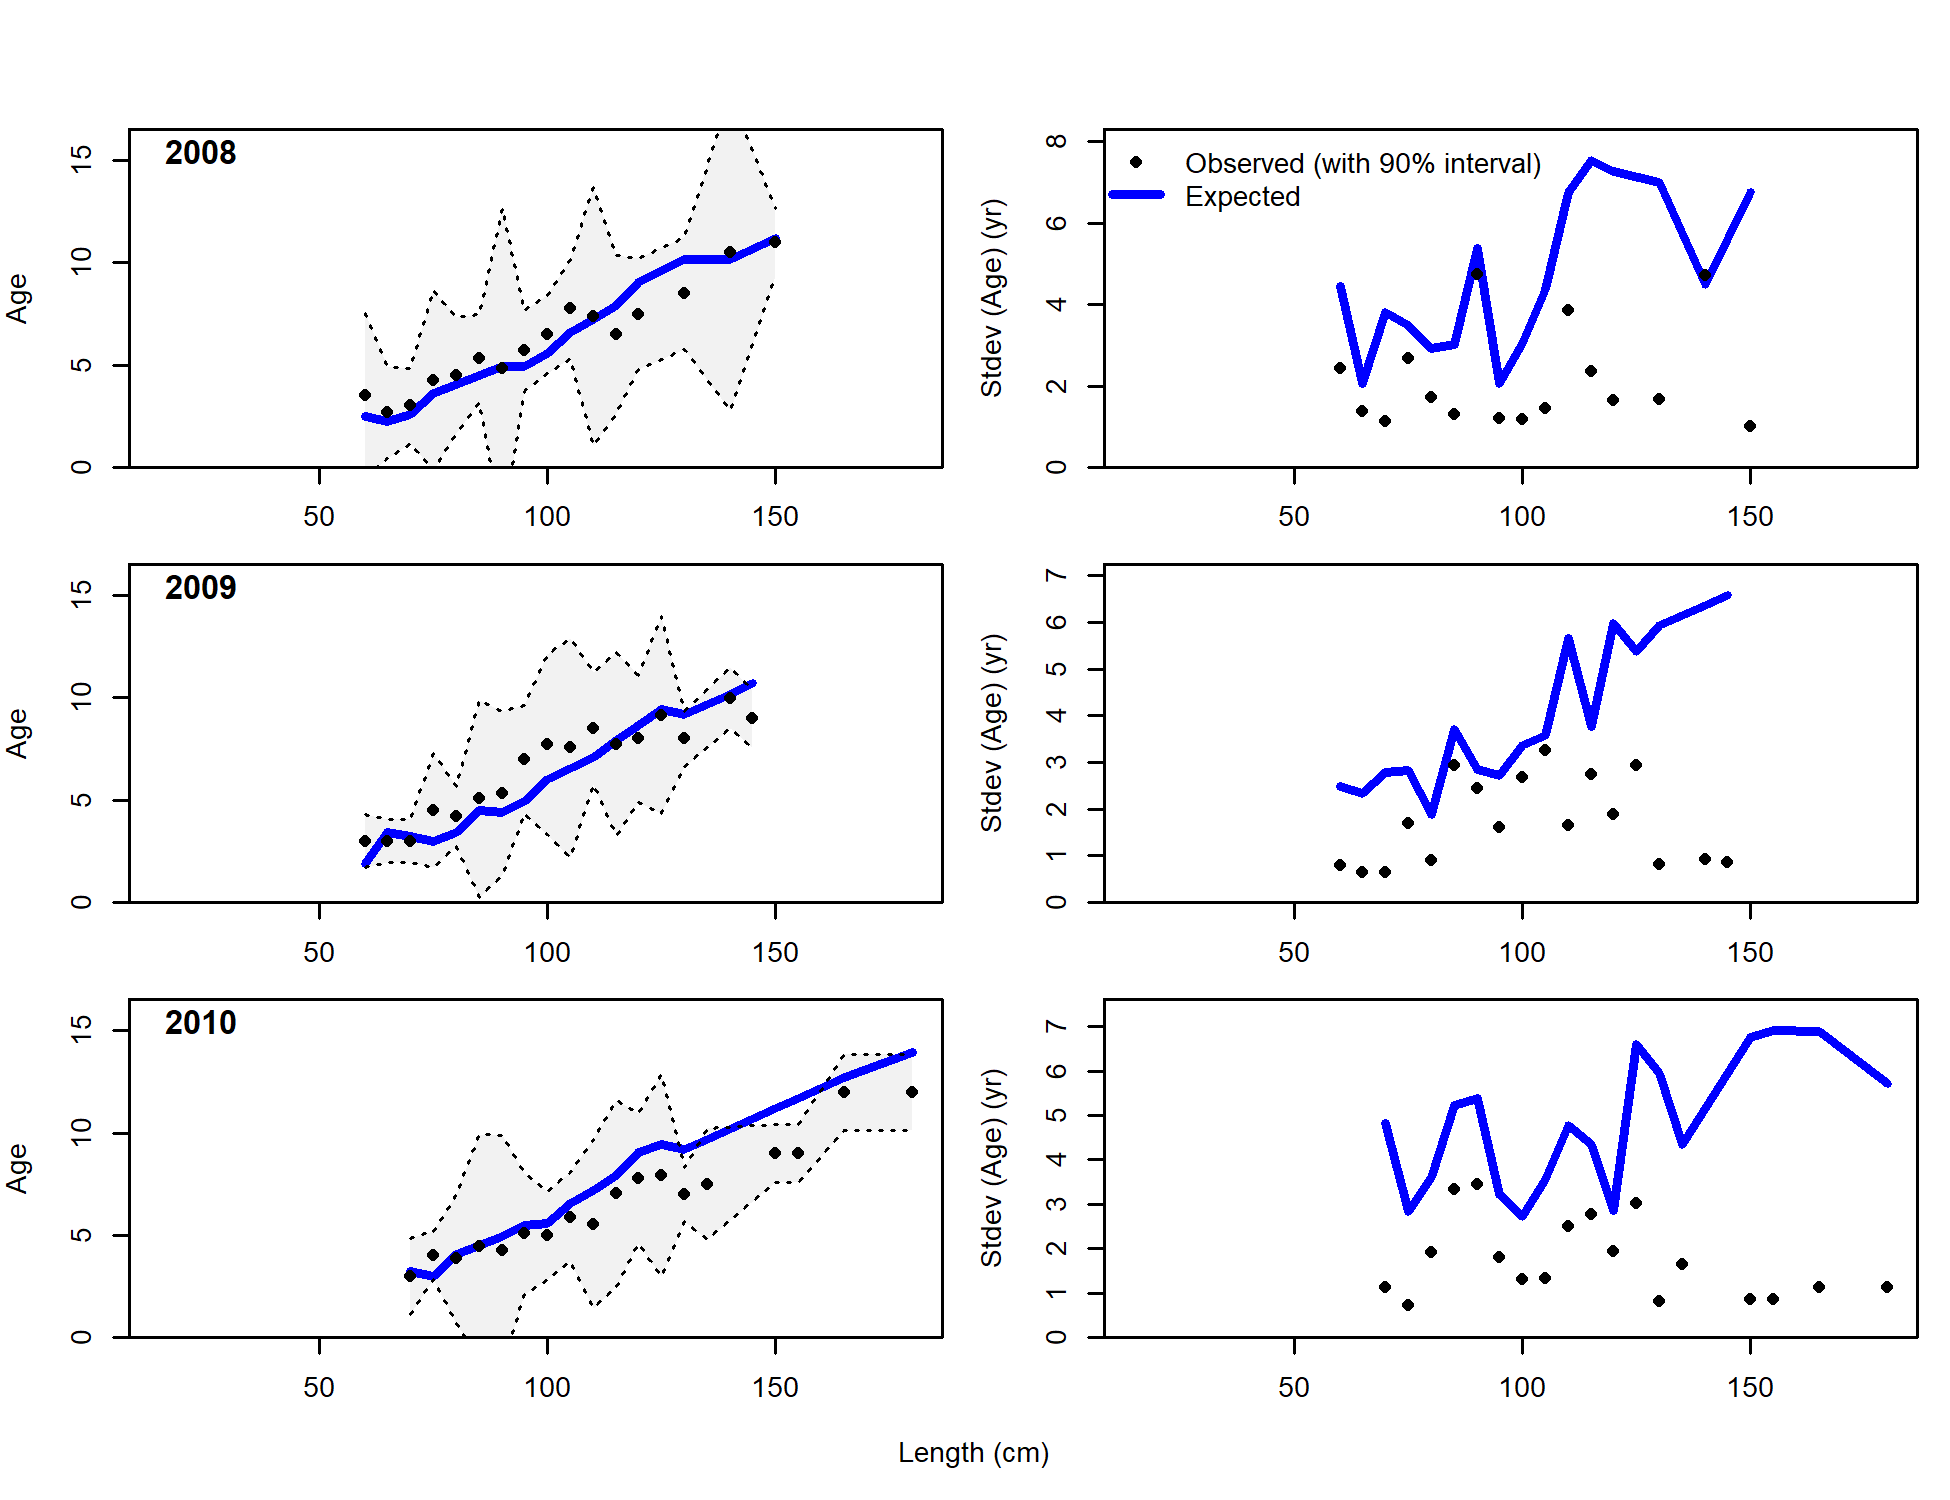 2008
Age
0 5 10 15
50 100 150
Observed (with 90% interval)
Expected
Stdev (Age) (yr)
0 2 4 6 8
50 100 150
2009
Age
0 5 10 15
50 100 150
Stdev (Age) (yr)
0 1 2 3 4 5 6 7
50 100 150
2010
Age
0 5 10 15
50 100 150
Stdev (Age) (yr)
0 1 2 3 4 5 6 7
50 100 150
Length (cm)